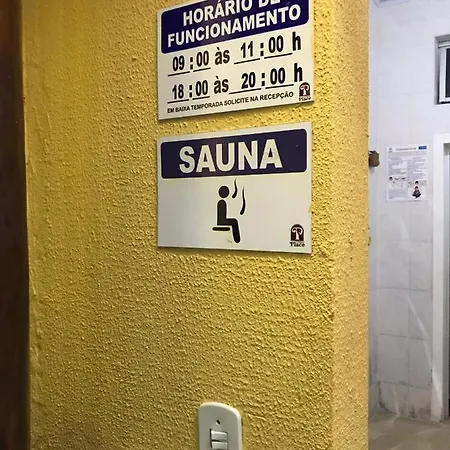 HORÁRIO DE
FUNCIONAMENTO
09:00 às 11:00 h
18:00 às 20:00 h
EM BAIXA TEMPORADA SOLICITE NA RECEPÇÃO
SAUNA